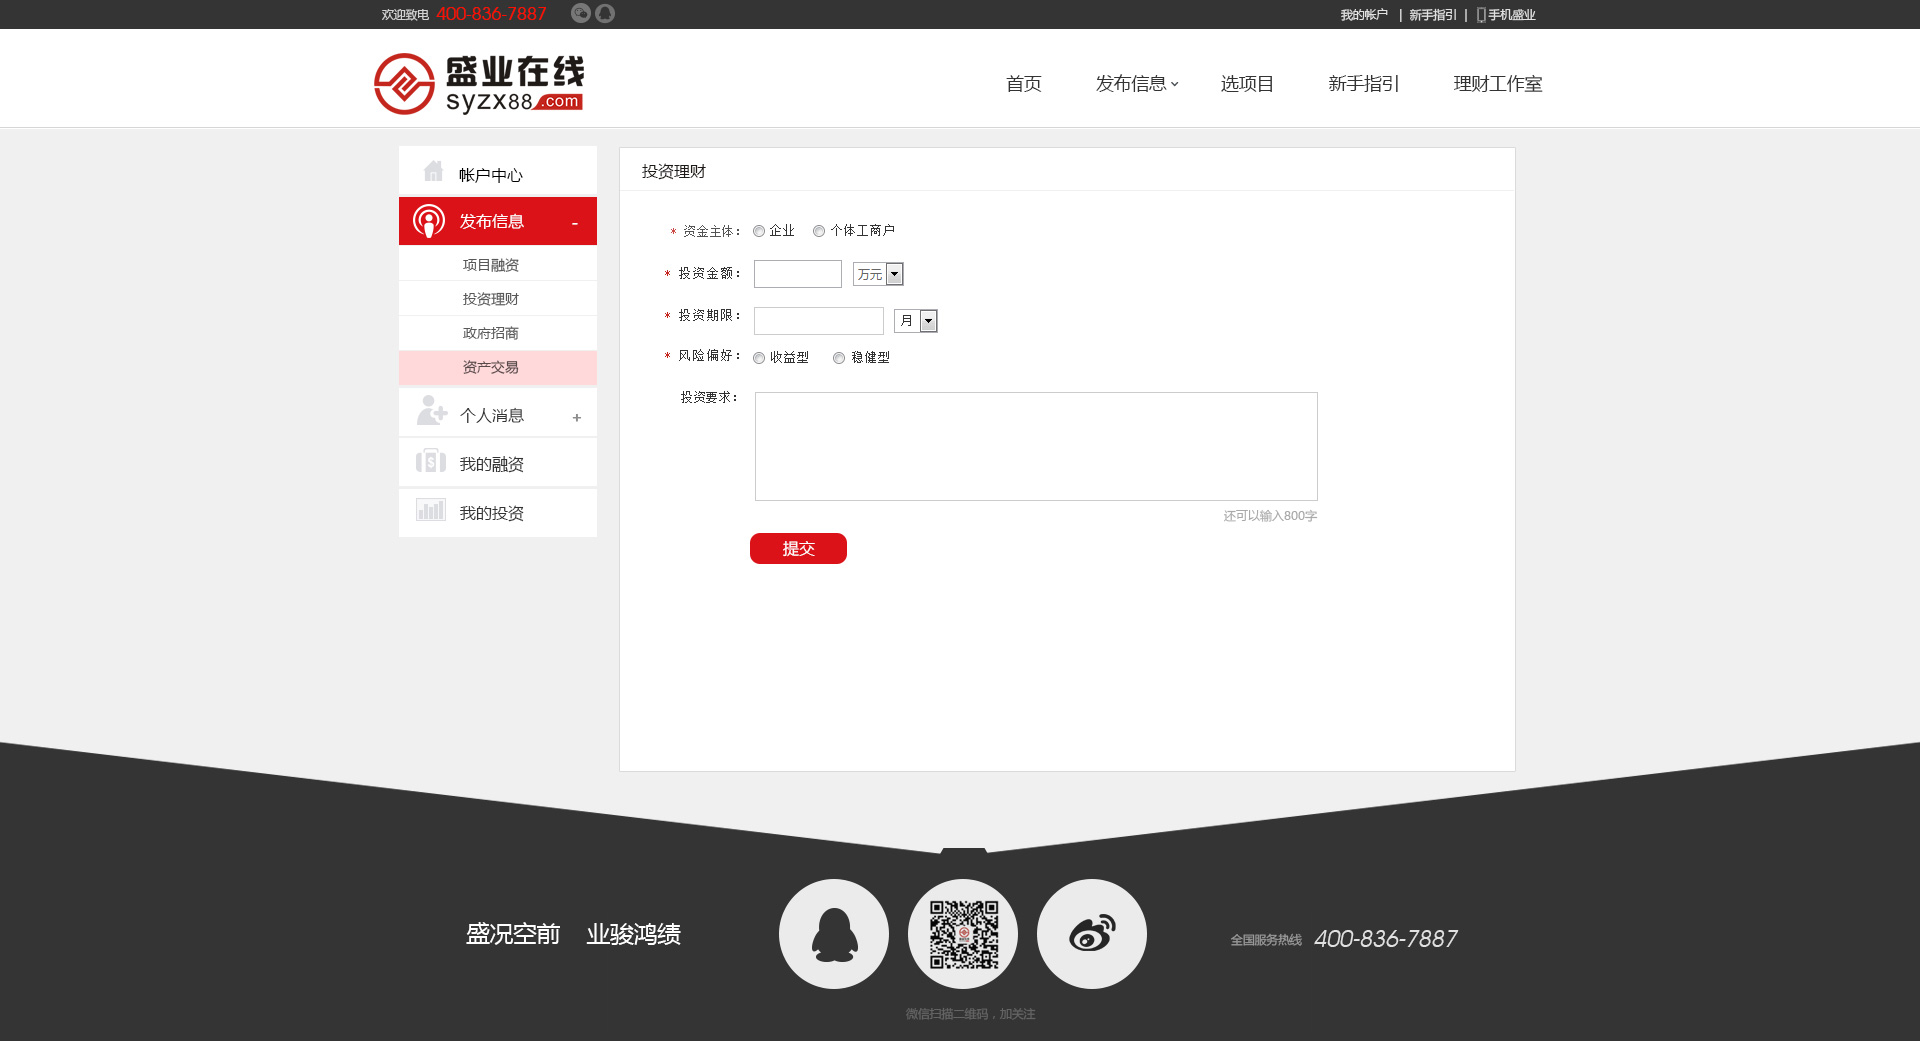 欢迎致电 400-836-7887
我的帐户 | 新手指引 | 手机盛业
盛业在线
syzx88.com
首页 发布信息 选项目 新手指引 理财工作室
帐户中心
发布信息 -
项目融资
投资理财
政府招商
资产交易
个人消息 +
我的融资
我的投资
投资理财
* 资金主体： 企业 个体工商户
* 投资金额： 万元
* 投资期限： 月
* 风险偏好： 收益型 稳健型
投资要求：
还可以输入800字
提交
盛况空前 业骏鸿绩
全国服务热线 400-836-7887
微信扫描二维码，加关注